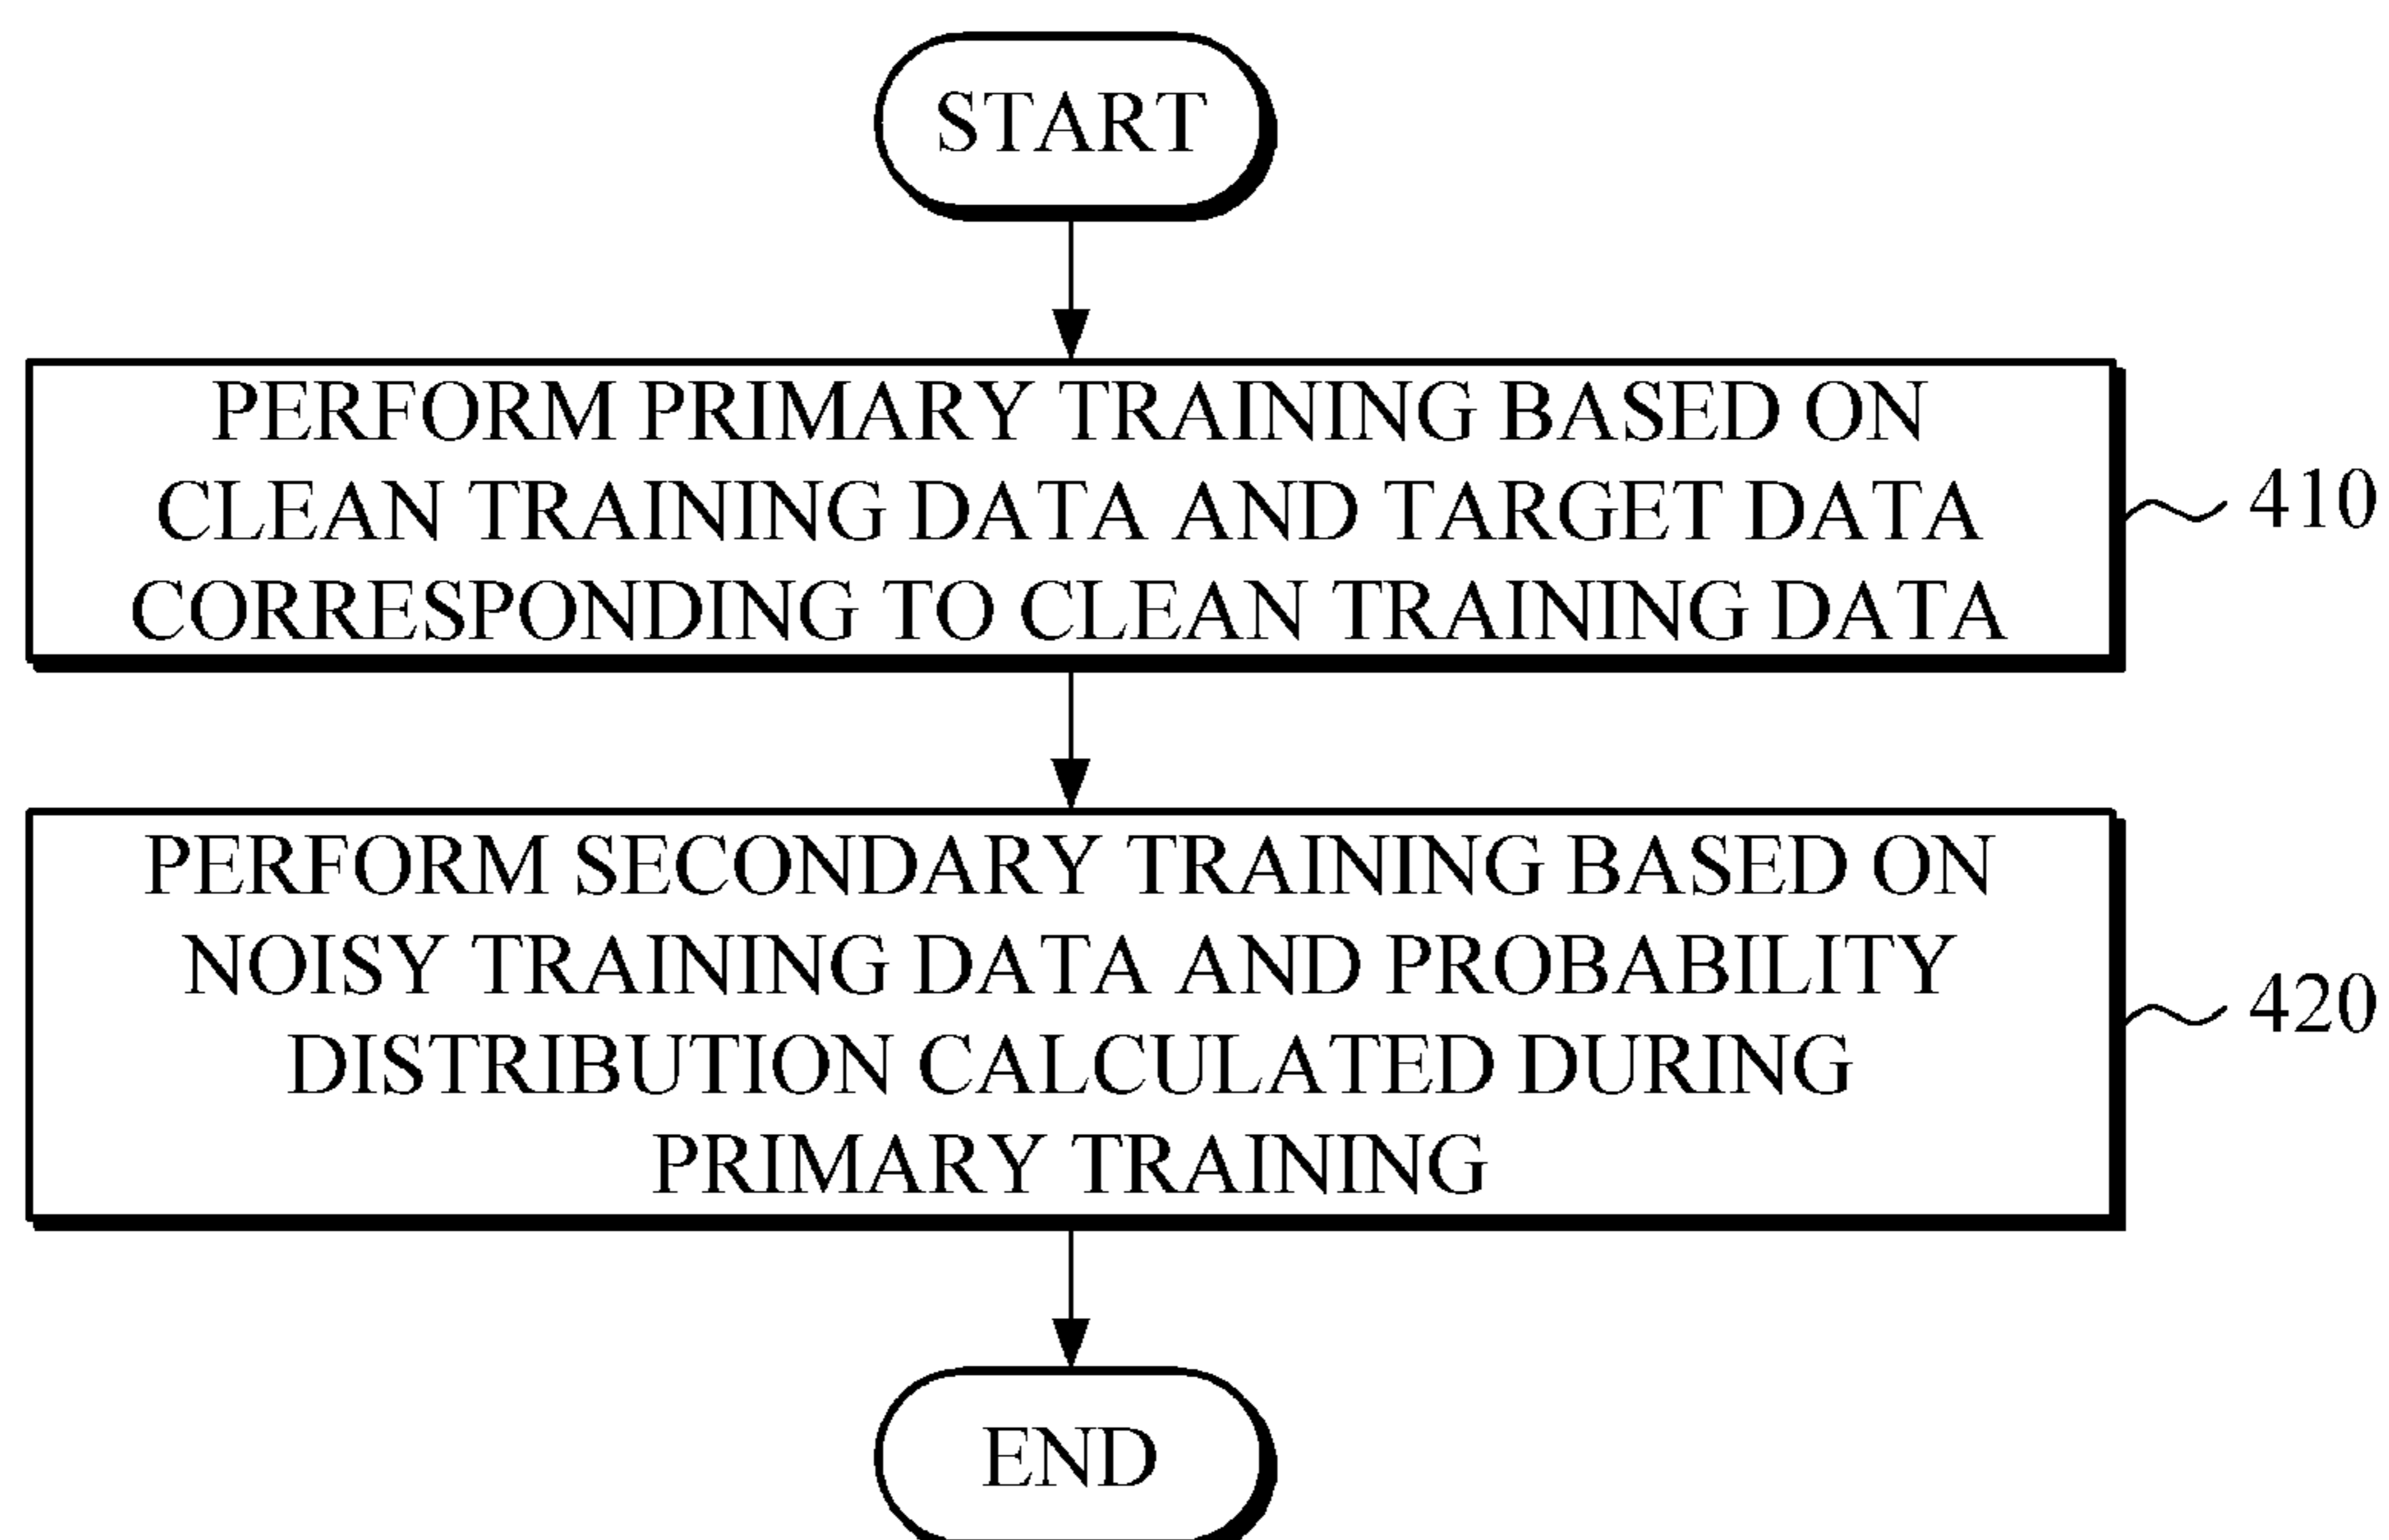 START
PERFORM PRIMARY TRAINING BASED ON
CLEAN TRAINING DATA AND TARGET DATA
CORRESPONDING TO CLEAN TRAINING DATA
410
PERFORM SECONDARY TRAINING BASED ON
NOISY TRAINING DATA AND PROBABILITY
DISTRIBUTION CALCULATED DURING
PRIMARY TRAINING
420
END